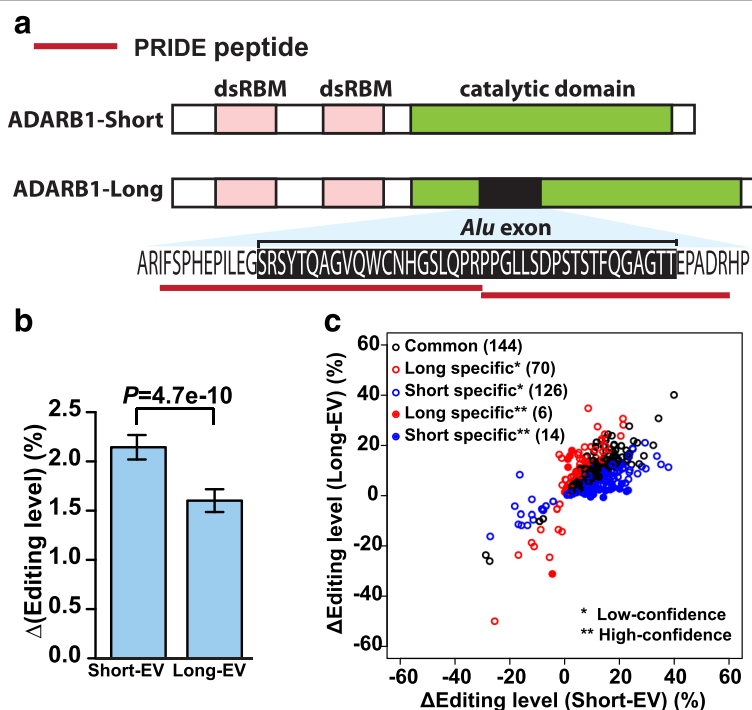 a
PRIDE peptide
dsRBM dsRBM catalytic domain
ADARB1-Short
ADARB1-Long
Alu exon
ARIFSPHEPILEGSRSYTQAGVQWCNHGSLQPRPPGLLSDPSTSTFQGAGTTEPADRHP
b
P=4.7e-10
Δ(Editing level) (%)
2.5
2.0
1.5
1.0
0.5
0.0
Short-EV Long-EV
c
ΔEditing level (Long-EV) (%)
60
40
20
0
-20
-40
-60
Common (144)
Long specific* (70)
Short specific* (126)
Long specific** (6)
Short specific** (14)
* Low-confidence
** High-confidence
-60 -40 -20 0 20 40 60
ΔEditing level (Short-EV) (%)